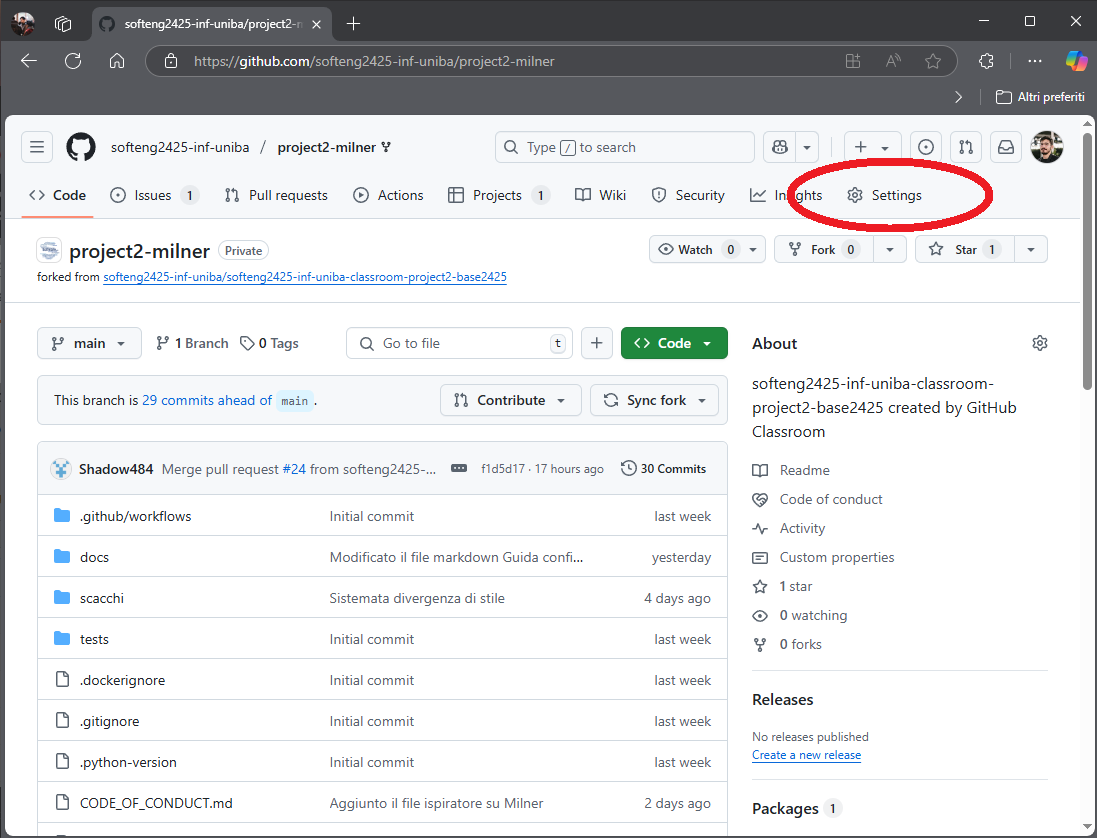 softeng2425-inf-uniba/project2-
https://github.com/softeng2425-inf-uniba/project2-milner
Altri preferiti
softeng2425-inf-uniba / project2-milner
Type / to search
Code Issues 1 Pull requests Actions Projects 1 Wiki Security Insights Settings
project2-milner Private
Watch 0 Fork 0 Star 1
forked from softeng2425-inf-uniba/softeng2425-inf-uniba-classroom-project2-base2425
main 1 Branch 0 Tags Go to file t Code
This branch is 29 commits ahead of main .
Contribute Sync fork
Shadow484 Merge pull request #24 from softeng2425-... f1d5d17 · 17 hours ago 30 Commits
.github/workflows Initial commit last week
docs Modificato il file markdown Guida confi... yesterday
scacchi Sistemata divergenza di stile 4 days ago
tests Initial commit last week
.dockerignore Initial commit last week
.gitignore Initial commit last week
.python-version Initial commit last week
CODE_OF_CONDUCT.md Aggiunto il file ispiratore su Milner 2 days ago
About
softeng2425-inf-uniba-classroom-
project2-base2425 created by GitHub
Classroom
Readme
Code of conduct
Activity
Custom properties
1 star
0 watching
0 forks
Releases
No releases published
Create a new release
Packages 1